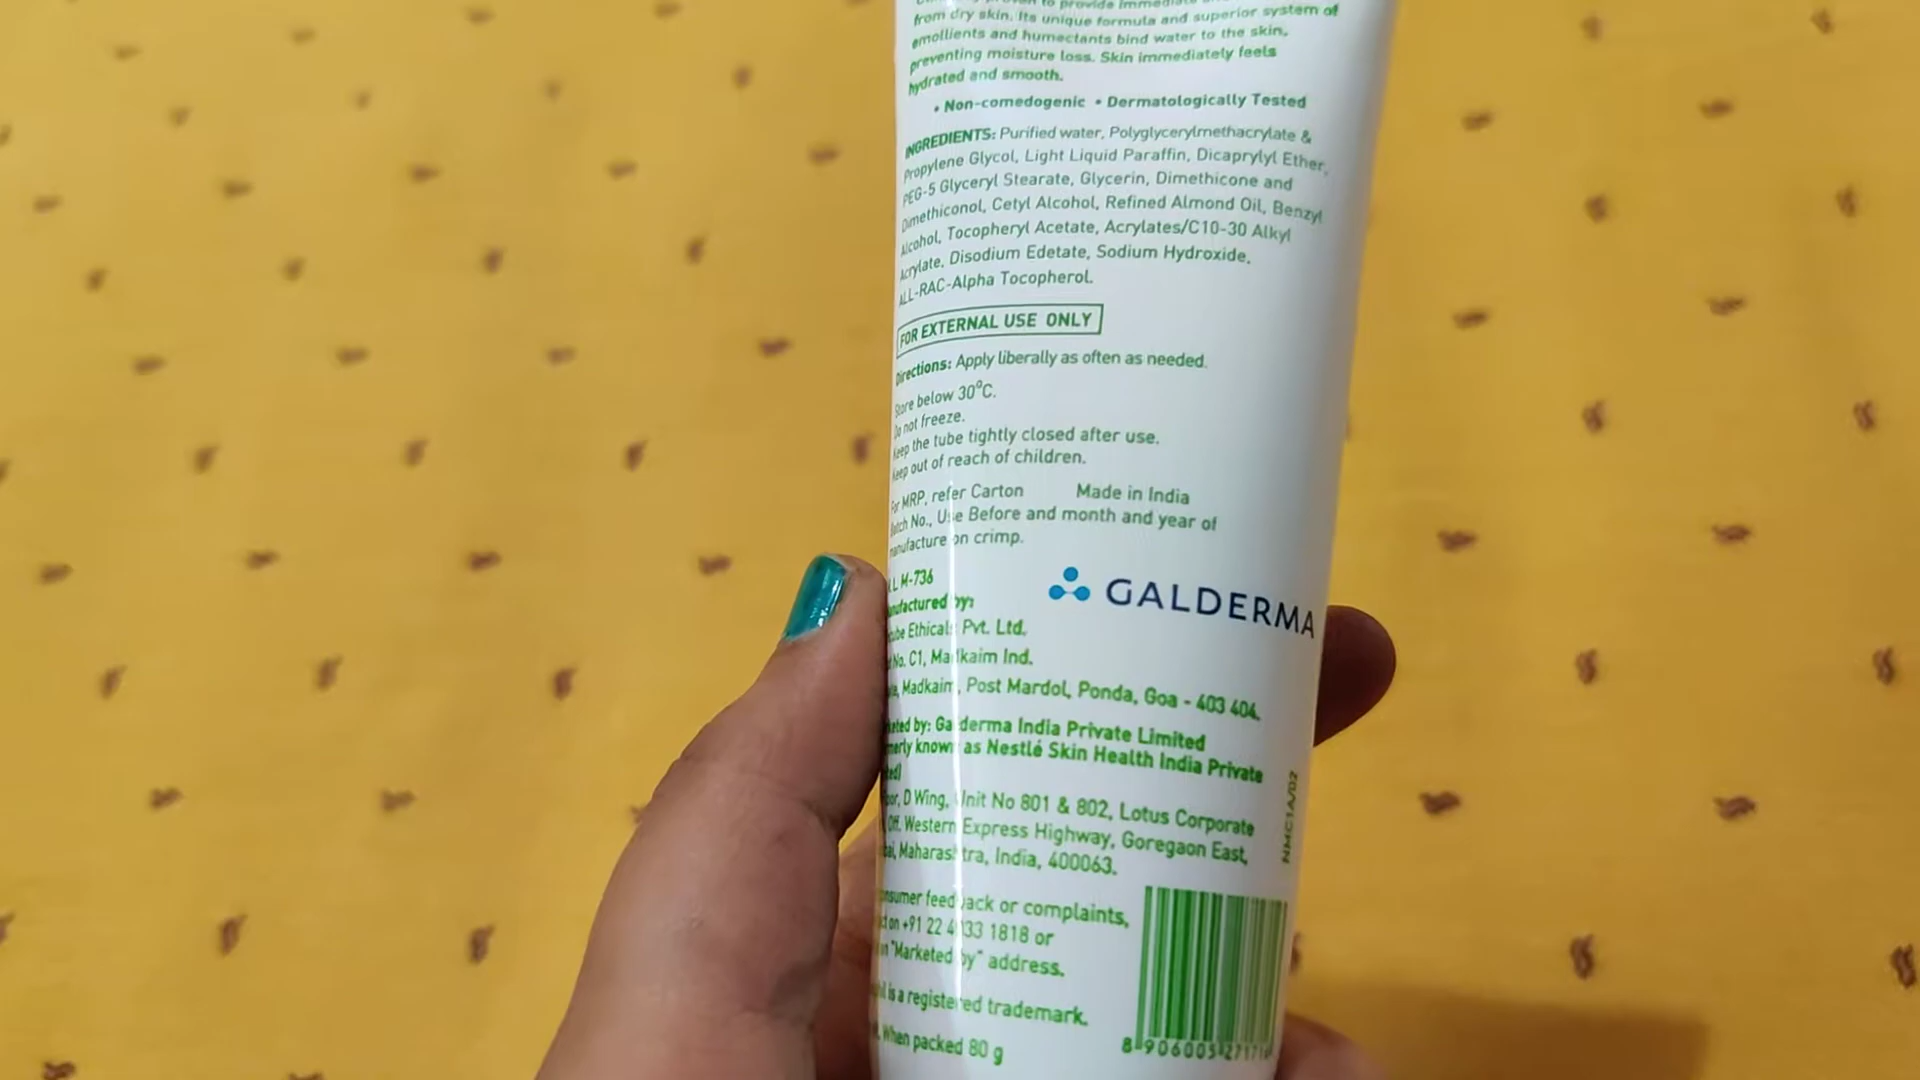 to provide immediate
from dry skin. Its unique formula and superior system of
emollients and humectants bind water to the skin,
preventing moisture loss. Skin immediately feels
hydrated and smooth.
• Non-comedogenic • Dermatologically Tested
INGREDIENTS: Purified water, Polyglycerylmethacrylate &
Propylene Glycol, Light Liquid Paraffin, Dicaprylyl Ether,
PEG-5 Glyceryl Stearate, Glycerin, Dimethicone and
Dimethiconol, Cetyl Alcohol, Refined Almond Oil, Benzyl
Alcohol, Tocopheryl Acetate, Acrylates/C10-30 Alkyl
Acrylate, Disodium Edetate, Sodium Hydroxide,
ALL-RAC-Alpha Tocopherol.
FOR EXTERNAL USE ONLY
Directions: Apply liberally as often as needed.
Store below 30°C.
Do not freeze.
Keep the tube tightly closed after use.
Keep out of reach of children.
For MRP, refer Carton Made in India
Batch No., Use Before and month and year of
manufacture on crimp.
L M-736
GALDERMA
by:
Ethicals Pvt. Ltd.
No. C1, Madkaim Ind.
Madkaim, Post Mardol, Ponda, Goa - 403 404.
by: Galderma India Private Limited
known as Nestlé Skin Health India Private
D Wing, Unit No 801 & 802, Lotus Corporate
Off. Western Express Highway, Goregaon East,
Maharashtra, India, 400063.
NMC1A/02
feedback or complaints,
on +91 22 4033 1818 or
"Marketed by" address.
is a registered trademark.
When packed 80 g
8 906005 2717